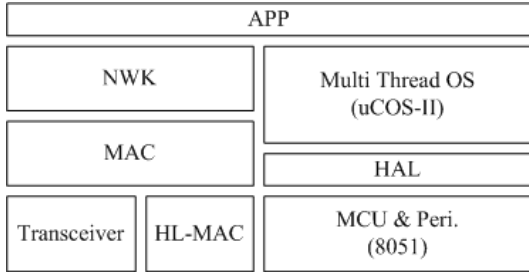 APP
NWK
Multi Thread OS
(uCOS-II)
MAC
HAL
Transceiver
HL-MAC
MCU & Peri.
(8051)